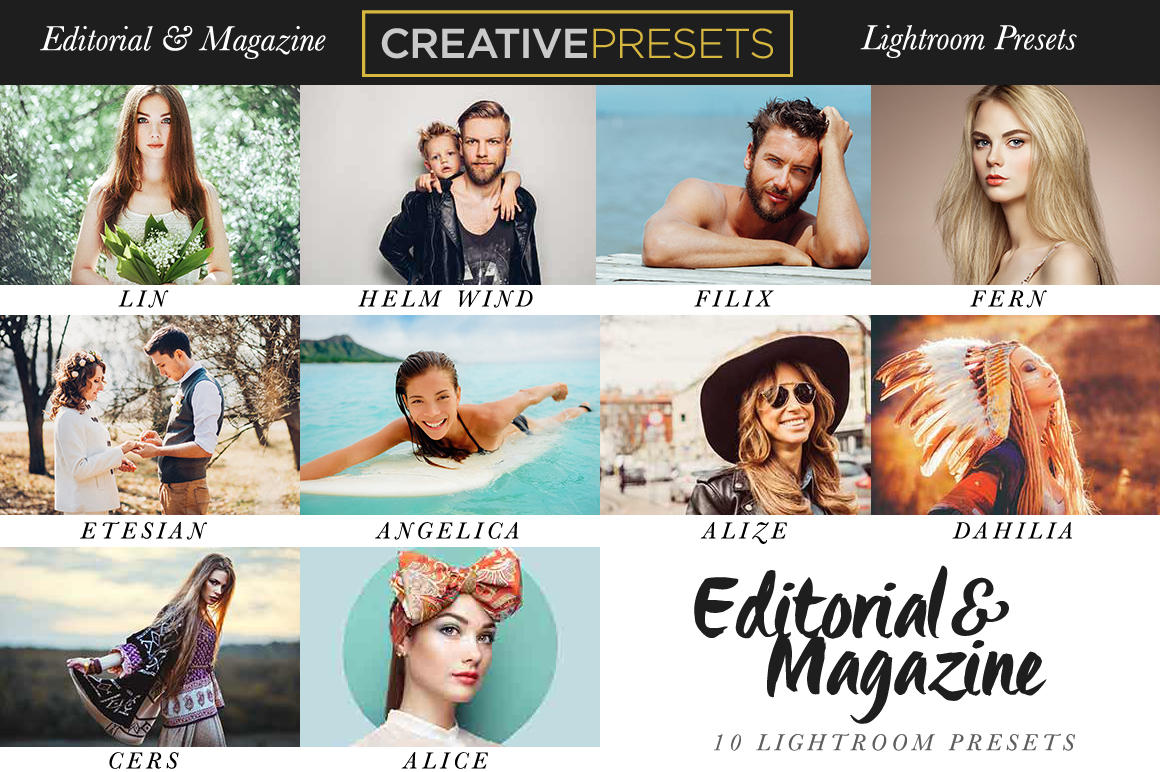 Editorial & Magazine
CREATIVEPRESETS
Lightroom Presets
LIN
HELM WIND
FILIX
FERN
ETESIAN
ANGELICA
ALIZE
DAHILIA
CERS
ALICE
Editorial &
Magazine
10 LIGHTROOM PRESETS